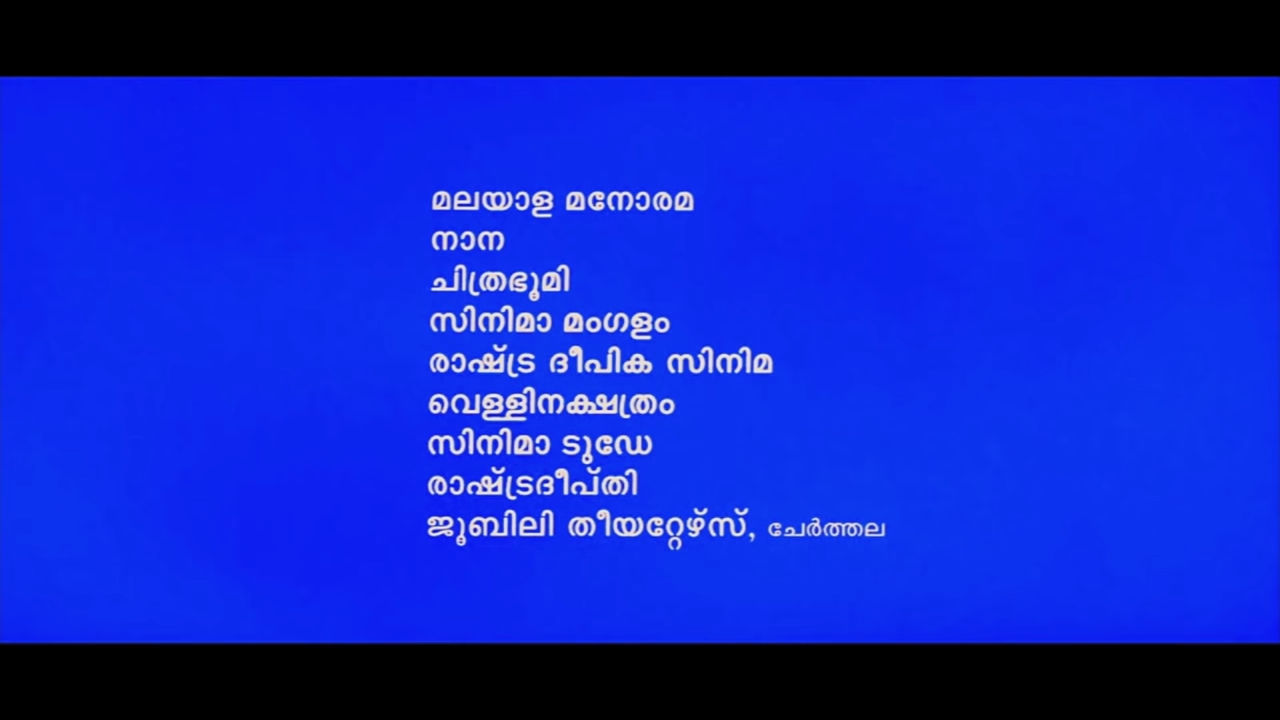 മലയാള മനോരമ
നാന
ചിത്രഭൂമി
സിനിമാ മംഗളം
രാഷ്ട്ര ദീപിക സിനിമ
വെള്ളിനക്ഷത്രം
സിനിമാ ടുഡേ
രാഷ്ട്രദീപ്തി
ജൂബിലി തീയറ്റേഴ്സ്, ചേർത്തല